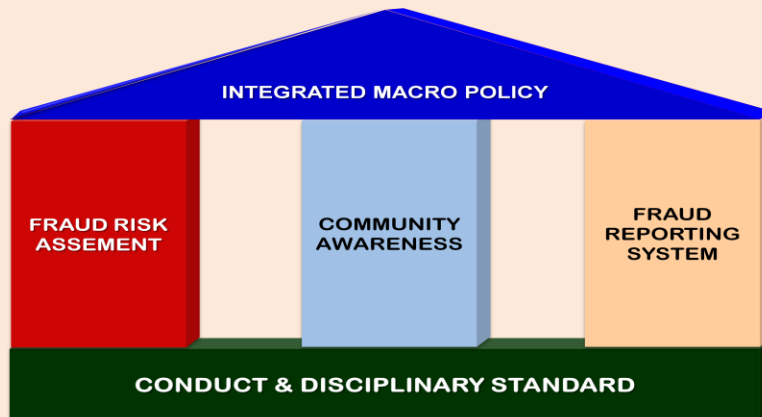 INTEGRATED MACRO POLICY
FRAUD RISK
ASSEMENT
COMMUNITY
AWARENESS
FRAUD
REPORTING
SYSTEM
CONDUCT & DISCIPLINARY STANDARD